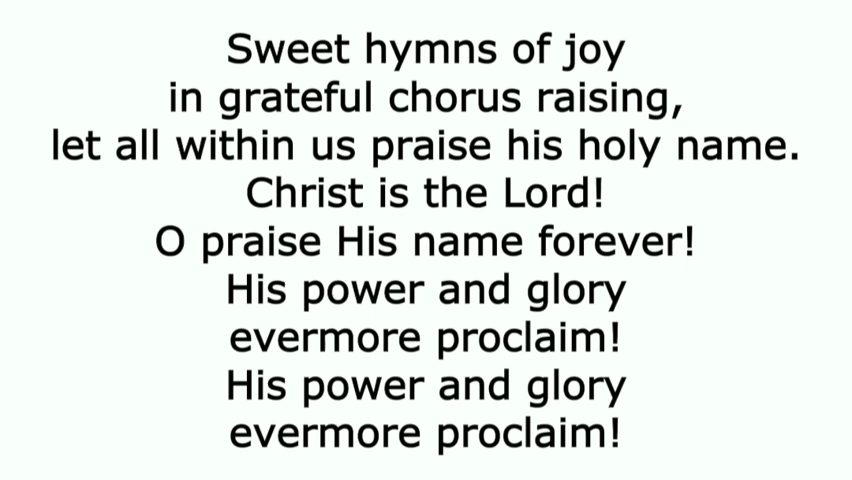 Sweet hymns of joy
in grateful chorus raising,
let all within us praise his holy name.
Christ is the Lord!
O praise His name forever!
His power and glory
evermore proclaim!
His power and glory
evermore proclaim!